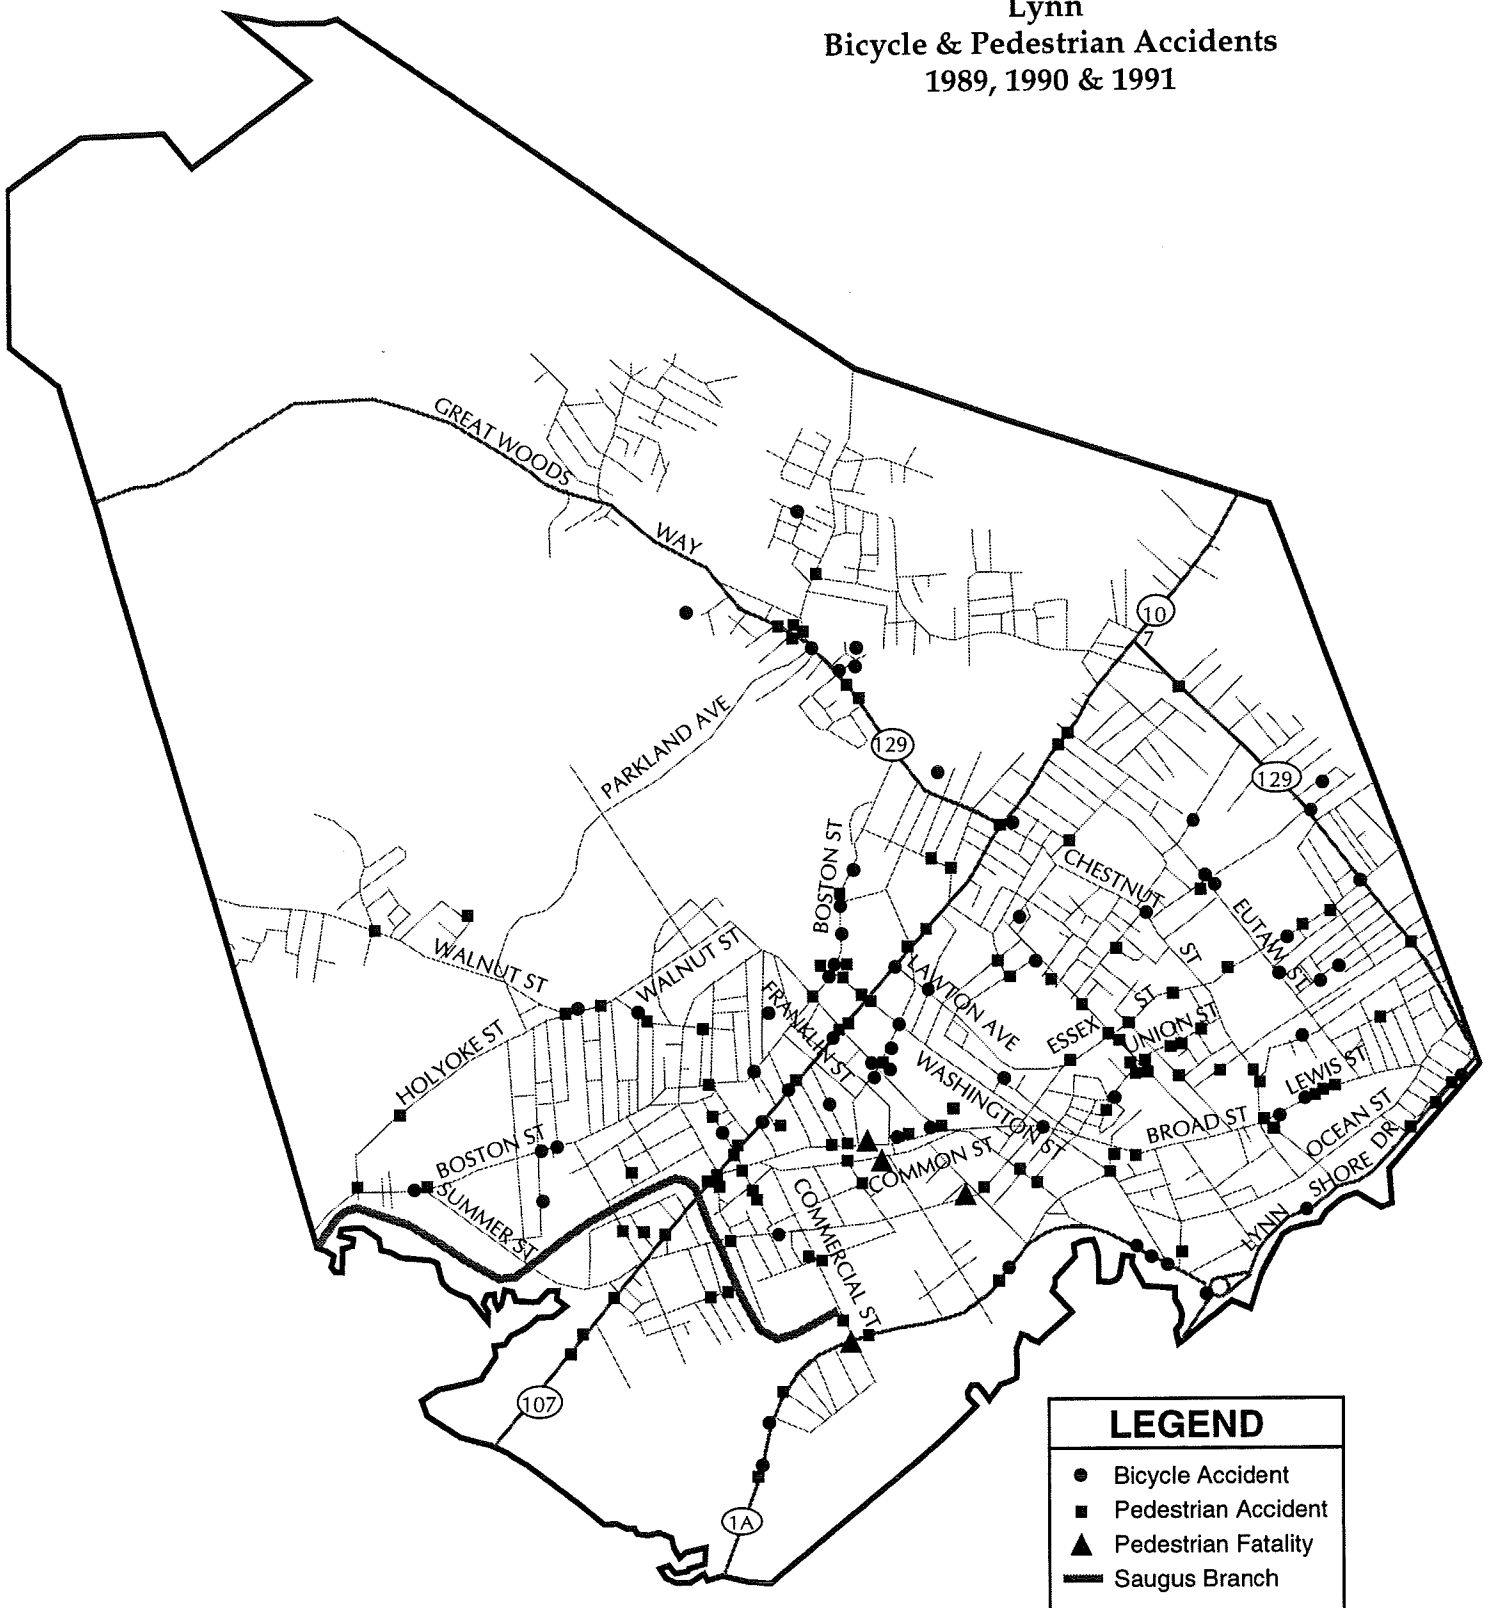 Lynn
Bicycle & Pedestrian Accidents
1989, 1990 & 1991
GREAT WOODS
WAY
10
7
PARKLAND AVE
129
129
BOSTON ST
CHESTNUT
ST
EUTAW ST
WALNUT ST
WALNUT ST
LAWTON AVE
FRANKLIN ST
ESSEX
ST
UNION ST
HOLYOKE ST
WASHINGTON ST
LEWIS ST
BROAD ST
OCEAN ST
BOSTON ST
COMMON ST
SUMMER ST
COMMERCIAL ST
LYNN
SHORE DR
107
1A
LEGEND
Bicycle Accident
Pedestrian Accident
Pedestrian Fatality
Saugus Branch